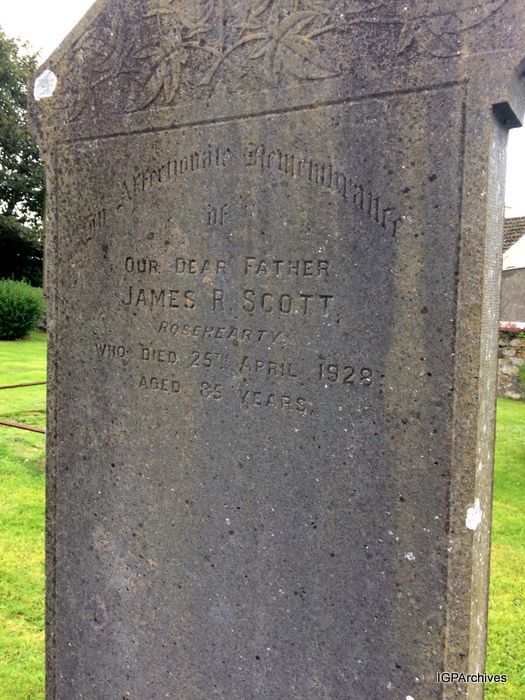 In Affectionate Remembrance
of
OUR DEAR FATHER
JAMES R. SCOTT,
ROSEHEARTY,
WHO DIED 25TH APRIL 1928,
AGED 85 YEARS.
IGPArchives